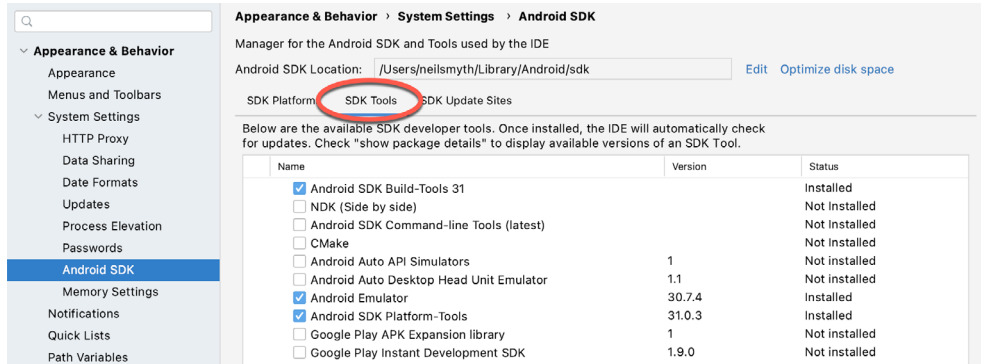 Appearance & Behavior › System Settings › Android SDK
Appearance & Behavior
Appearance
Menus and Toolbars
System Settings
HTTP Proxy
Data Sharing
Date Formats
Updates
Process Elevation
Passwords
Android SDK
Memory Settings
Notifications
Quick Lists
Path Variables
Manager for the Android SDK and Tools used by the IDE
Android SDK Location: /Users/neilsmyth/Library/Android/sdk Edit Optimize disk space
SDK Platform SDK Tools SDK Update Sites
Below are the available SDK developer tools. Once installed, the IDE will automatically check
for updates. Check "show package details" to display available versions of an SDK Tool.
Name Version Status
Android SDK Build-Tools 31 Installed
NDK (Side by side) Not Installed
Android SDK Command-line Tools (latest) Not Installed
CMake Not Installed
Android Auto API Simulators 1 Not installed
Android Auto Desktop Head Unit Emulator 1.1 Not installed
Android Emulator 30.7.4 Installed
Android SDK Platform-Tools 31.0.3 Installed
Google Play APK Expansion library 1 Not installed
Google Play Instant Development SDK 1.9.0 Not installed